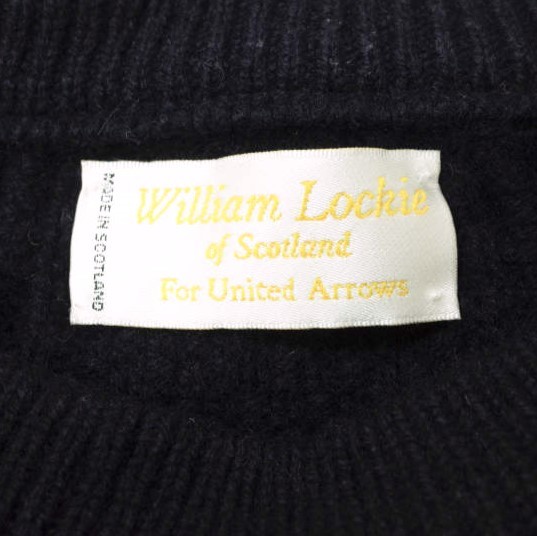 William Lockie
of Scotland
For United Arrows
MADE IN SCOTLAND